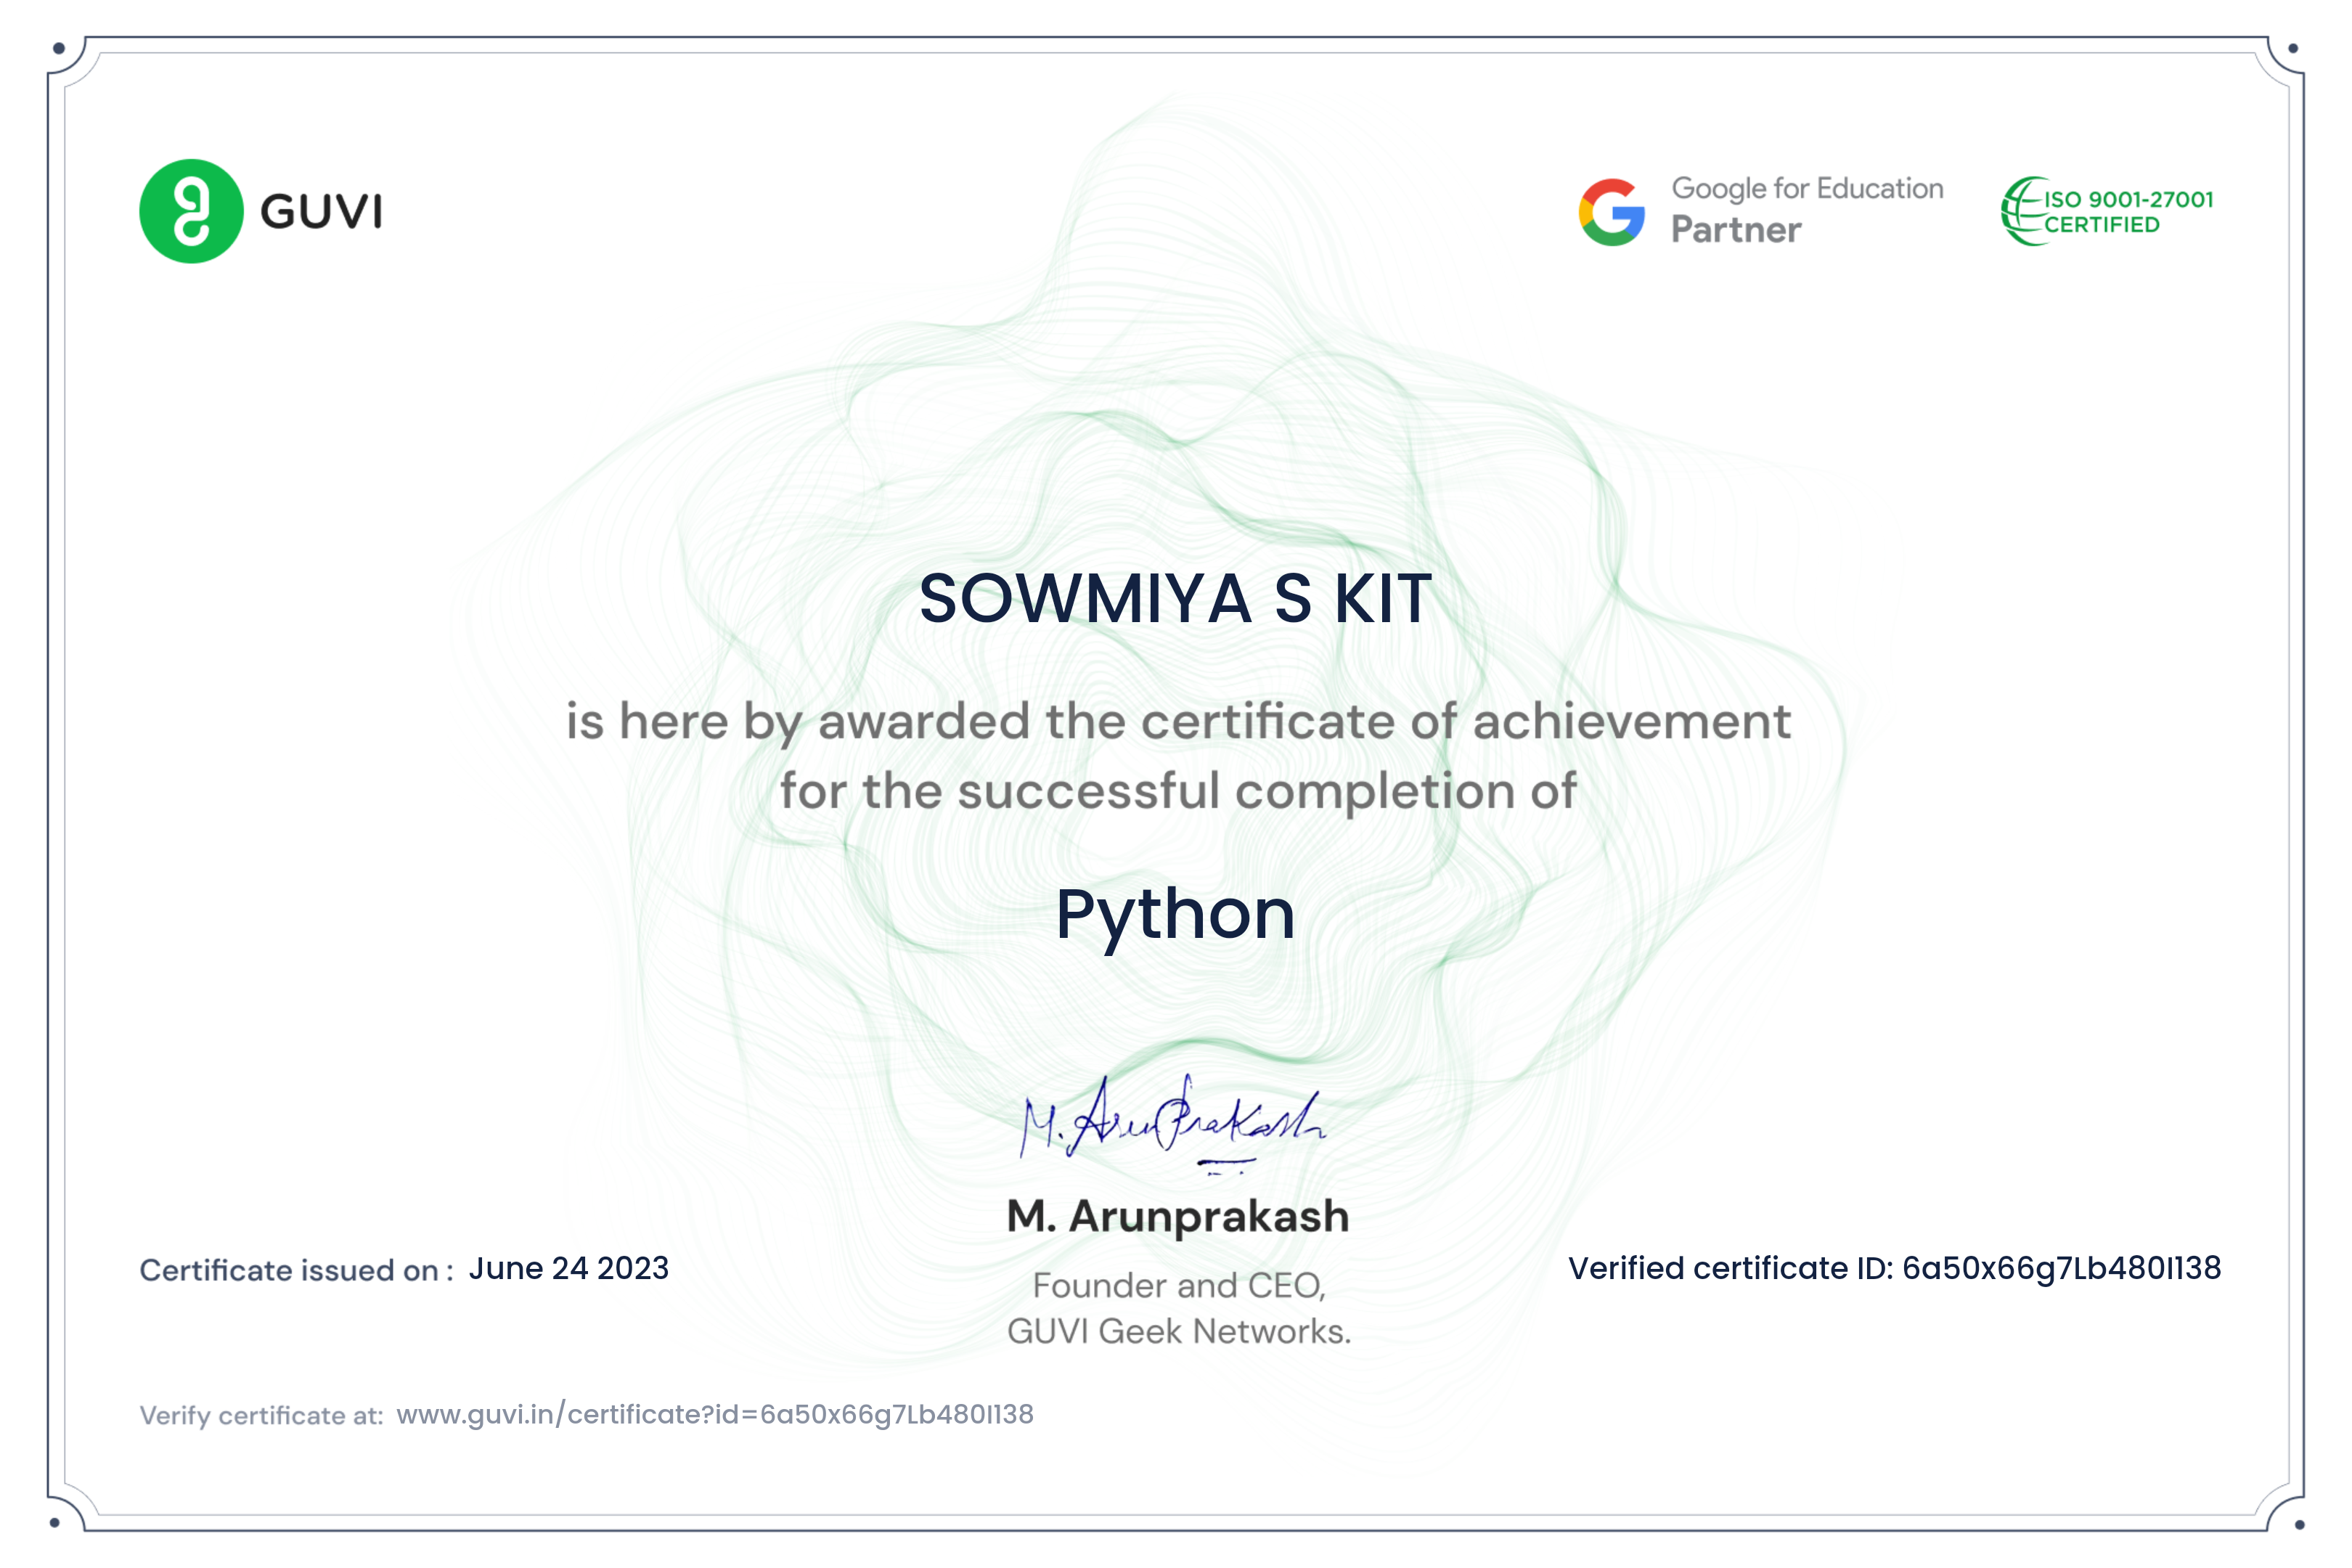 GUVI
Google for Education
Partner
ISO 9001-27001
CERTIFIED
SOWMIYA S KIT
is here by awarded the certificate of achievement
for the successful completion of
Python
M. ArunPrakash
M. Arunprakash
Founder and CEO,
GUVI Geek Networks.
Certificate issued on : June 24 2023
Verified certificate ID: 6a50x66g7Lb480I138
Verify certificate at: www.guvi.in/certificate?id=6a50x66g7Lb480I138